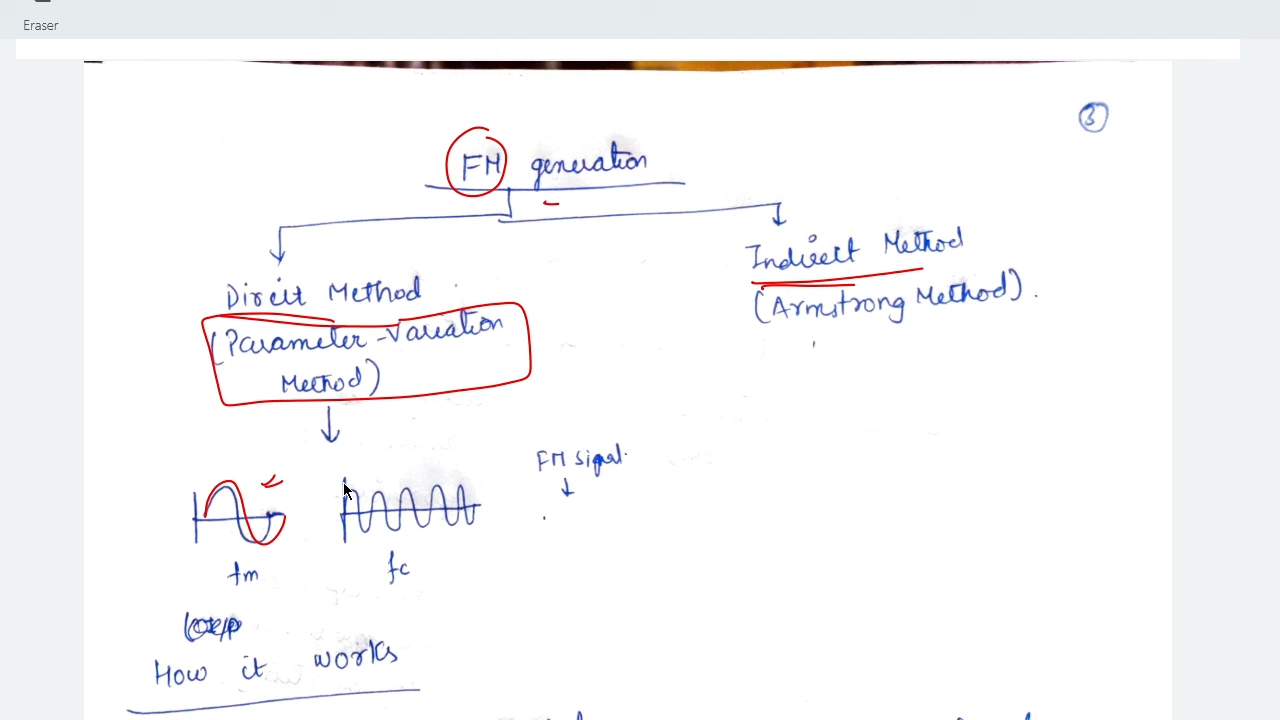 Eraser
3
FM generation
Direct Method
(Parameter-Variation
Method)
Indirect Method
(Armstrong Method).
FM signal.
fm
fc
How it works